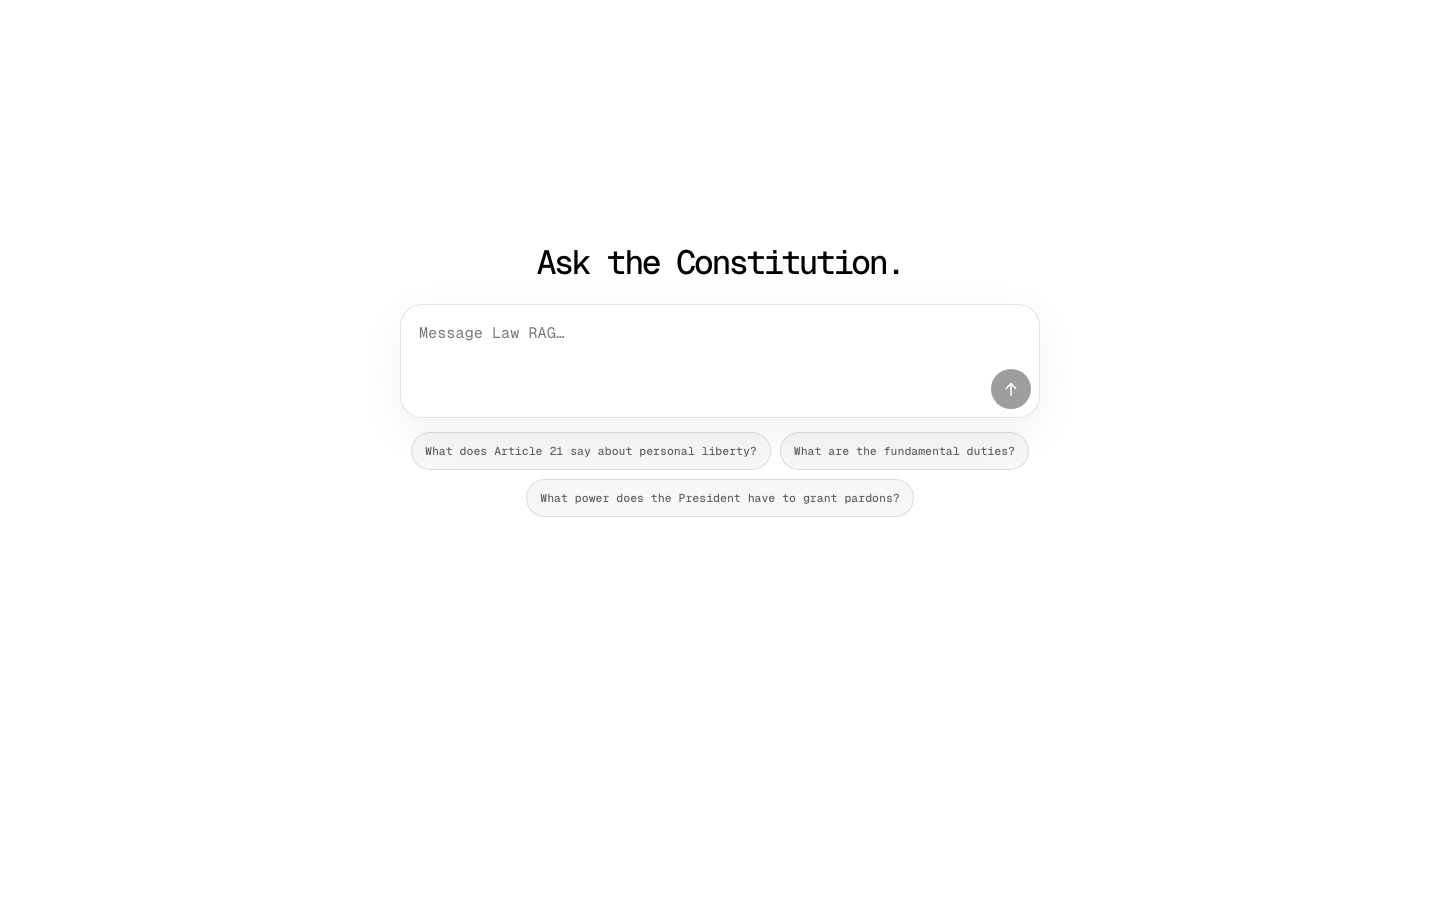 Ask the Constitution.
Message Law RAG…
What does Article 21 say about personal liberty?
What are the fundamental duties?
What power does the President have to grant pardons?